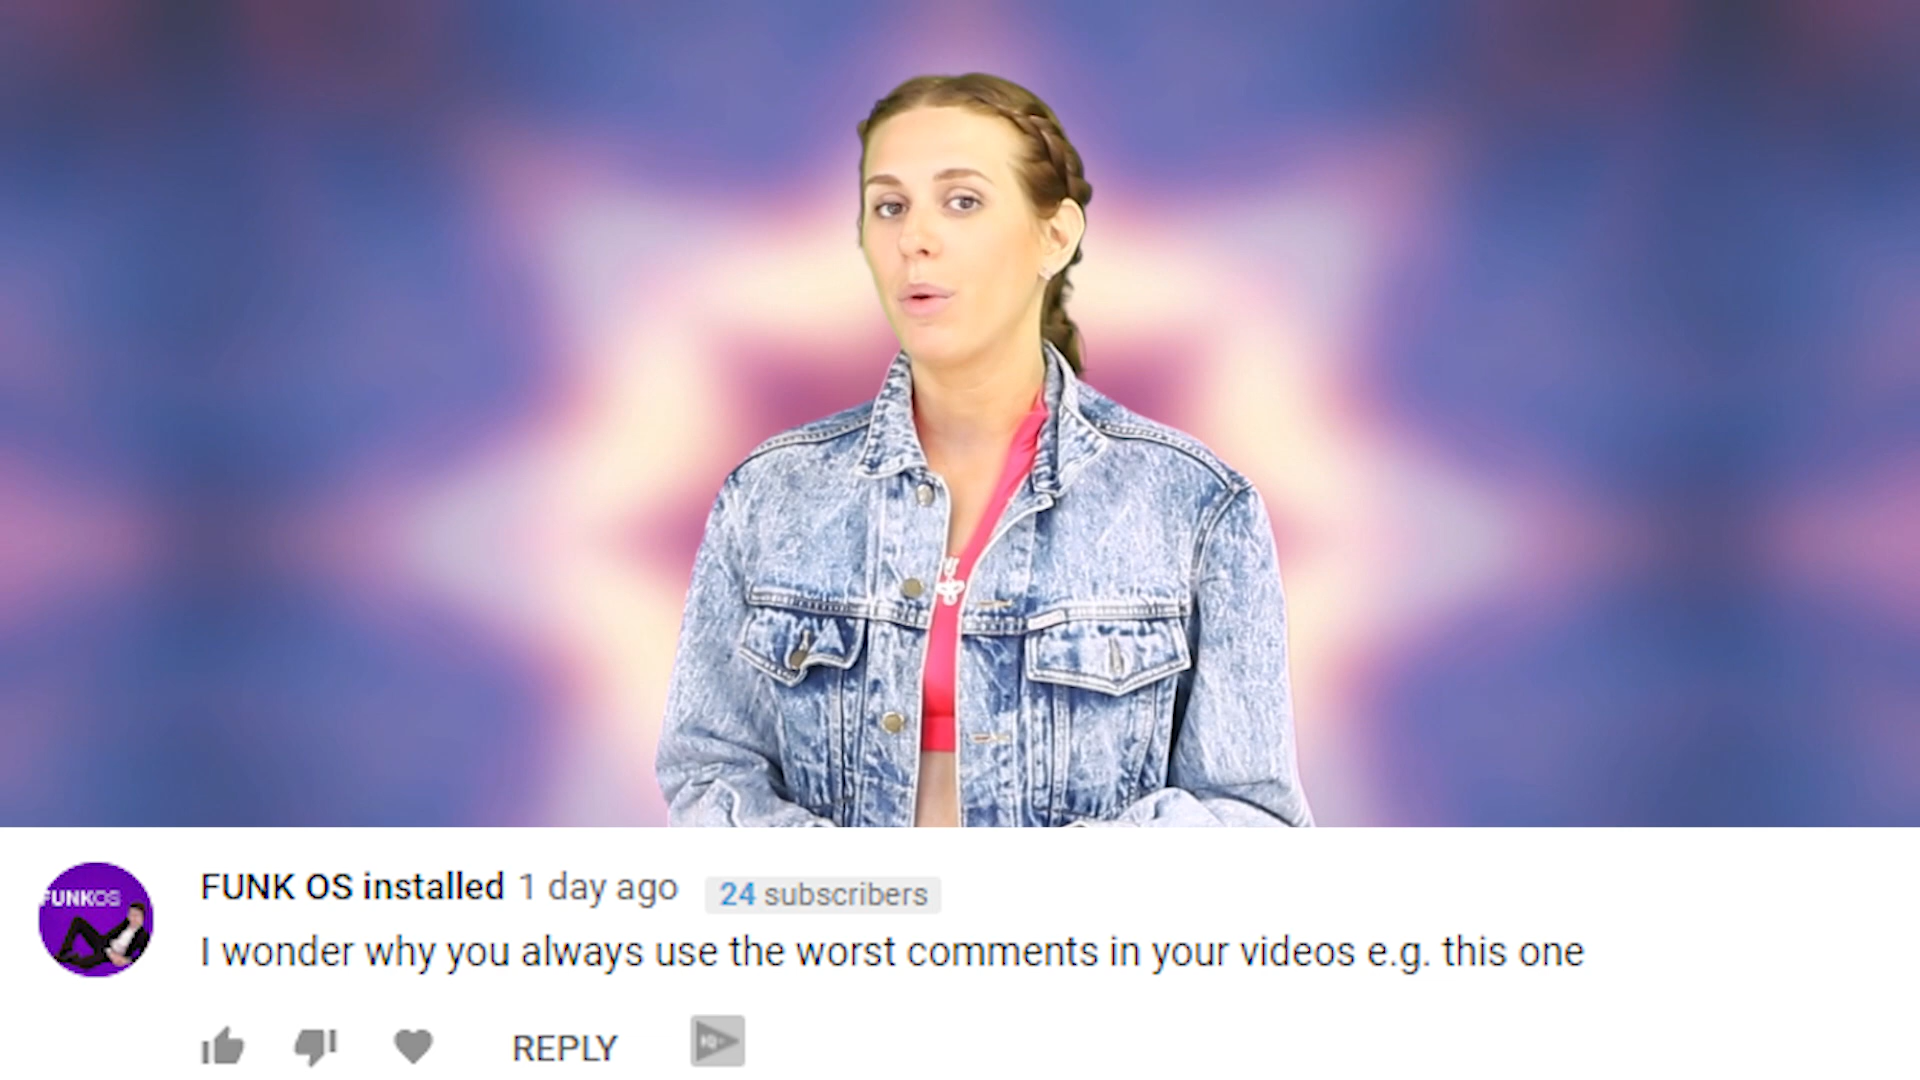 FUNKOS
FUNK OS installed 1 day ago 24 subscribers
I wonder why you always use the worst comments in your videos e.g. this one
REPLY